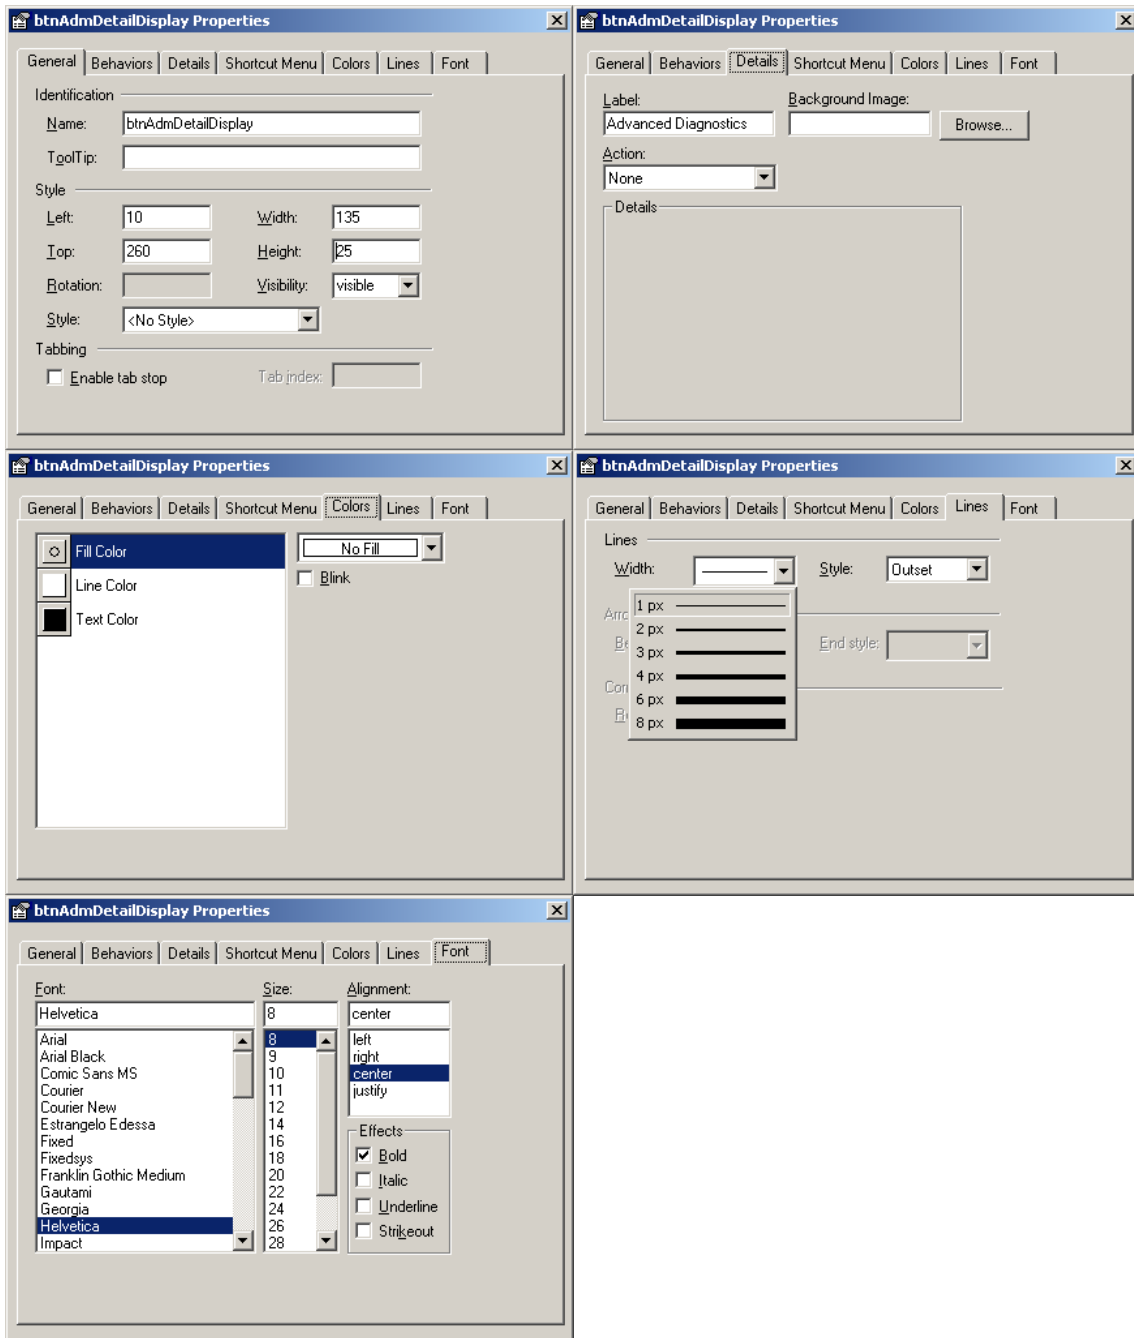 btnAdmDetailDisplay Properties
General Behaviors Details Shortcut Menu Colors Lines Font
Identification
Name: btnAdmDetailDisplay
ToolTip:
Style
Left: 10 Width: 135
Top: 260 Height: 25
Rotation: Visibility: visible
Style: <No Style>
Tabbing
Enable tab stop Tab index:
btnAdmDetailDisplay Properties
General Behaviors Details Shortcut Menu Colors Lines Font
Label: Background Image:
Advanced Diagnostics Browse...
Action:
None
Details
btnAdmDetailDisplay Properties
General Behaviors Details Shortcut Menu Colors Lines Font
Fill Color No Fill
Line Color Blink
Text Color
btnAdmDetailDisplay Properties
General Behaviors Details Shortcut Menu Colors Lines Font
Lines
Width: Style: Outset
1 px
2 px
End style:
3 px
4 px
6 px
8 px
btnAdmDetailDisplay Properties
General Behaviors Details Shortcut Menu Colors Lines Font
Font: Size: Alignment:
Helvetica 8 center
Arial 8 left
Arial Black 9 right
Comic Sans MS 10 center
Courier 11 justify
Courier New 12
Estrangelo Edessa 14 Effects
Fixed 16
Fixedsys 18 Bold
Franklin Gothic Medium 20 Italic
Gautami 22
Georgia 24 Underline
Helvetica 26 Strikeout
Impact 28